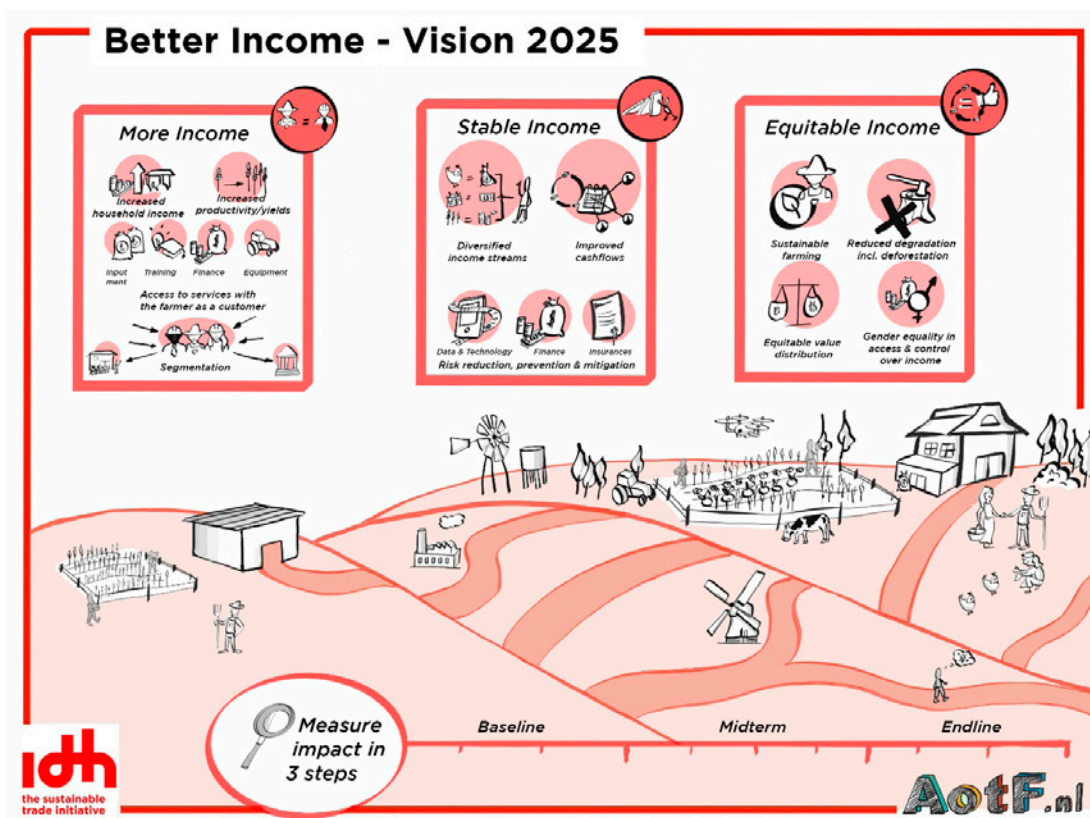 Better Income - Vision 2025
More Income
Increased
household income
Increased
productivity/yields
Input
ment
Training
Finance
Equipment
Access to services with
the farmer as a customer
Segmentation
Stable Income
Diversified
income streams
Improved
cashflows
Data & Technology
Finance
Insurances
Risk reduction, prevention & mitigation
Equitable Income
Sustainable
farming
Reduced degradation
incl. deforestation
Equitable value
distribution
Gender equality in
access & control
over income
Measure
impact in
3 steps
Baseline
Midterm
Endline
idh
the sustainable
trade initiative
AotF.nl